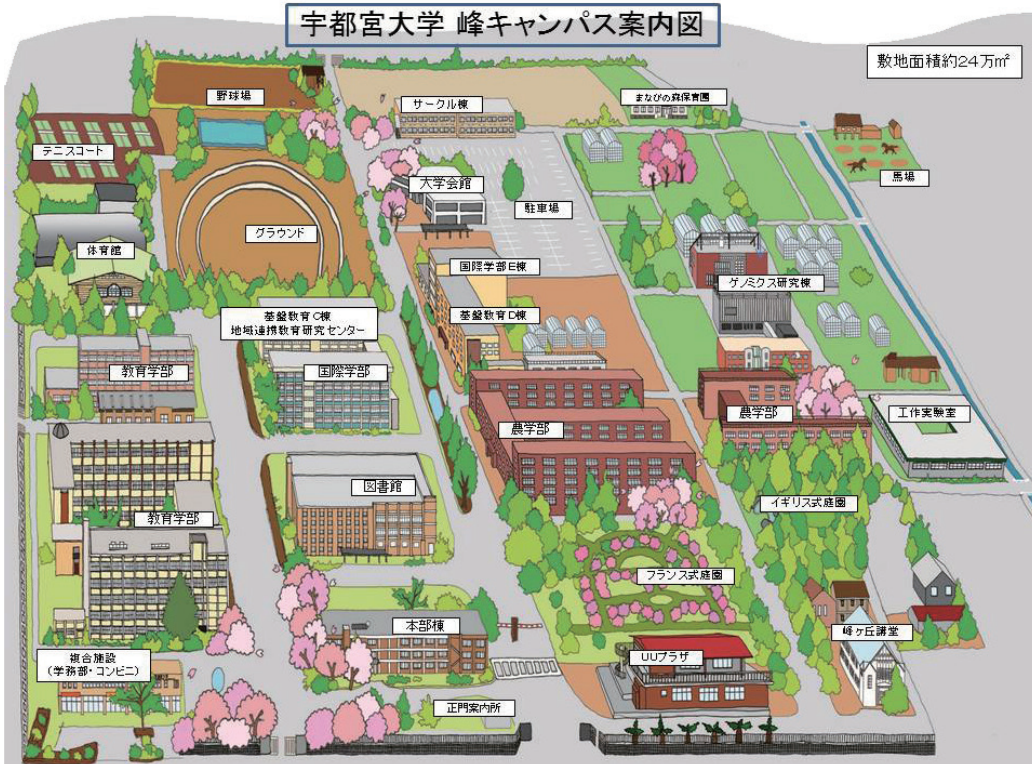 宇都宮大学 峰キャンパス案内図
敷地面積約24万㎡
野球場
サークル棟
まなびの森保育園
テニスコート
馬場
大学会館
駐車場
グラウンド
体育館
国際学部E棟
ゲノミクス研究棟
基盤教育C棟
地域連携教育研究センター
基盤教育D棟
教育学部
国際学部
農学部
農学部
工作実験室
図書館
教育学部
イギリス式庭園
フランス式庭園
本部棟
峰ヶ丘講堂
UUプラザ
複合施設
(学務部・コンビニ)
正門案内所